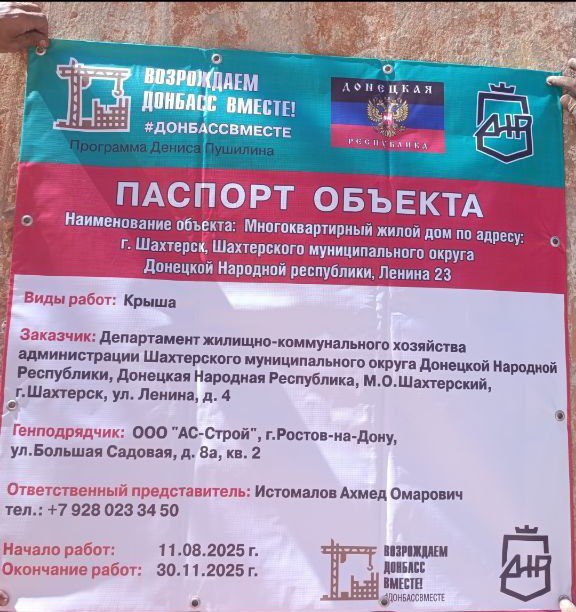 ВОЗРОЖДАЕМ
ДОНБАСС ВМЕСТЕ!
#ДОНБАССВМЕСТЕ
Программа Дениса Пушилина
ДОНЕЦКАЯ
РЕСПУБЛИКА
ДНР
ПАСПОРТ ОБЪЕКТА
Наименование объекта: Многоквартирный жилой дом по адресу:
г. Шахтерск, Шахтерского муниципального округа
Донецкой Народной республики, Ленина 23
Виды работ: Крыша
Заказчик: Департамент жилищно-коммунального хозяйства
администрации Шахтерского муниципального округа Донецкой Народной
Республики, Донецкая Народная Республика, М.О.Шахтерский,
г.Шахтерск, ул. Ленина, д. 4
Генподрядчик: ООО "АС-Строй", г.Ростов-на-Дону,
ул.Большая Садовая, д. 8а, кв. 2
Ответственный представитель: Истомалов Ахмед Омарович
тел.: +7 928 023 34 50
Начало работ: 11.08.2025 г.
Окончание работ: 30.11.2025 г.
ВОЗРОЖДАЕМ
ДОНБАСС
ВМЕСТЕ!
#ДОНБАССВМЕСТЕ
ДНР